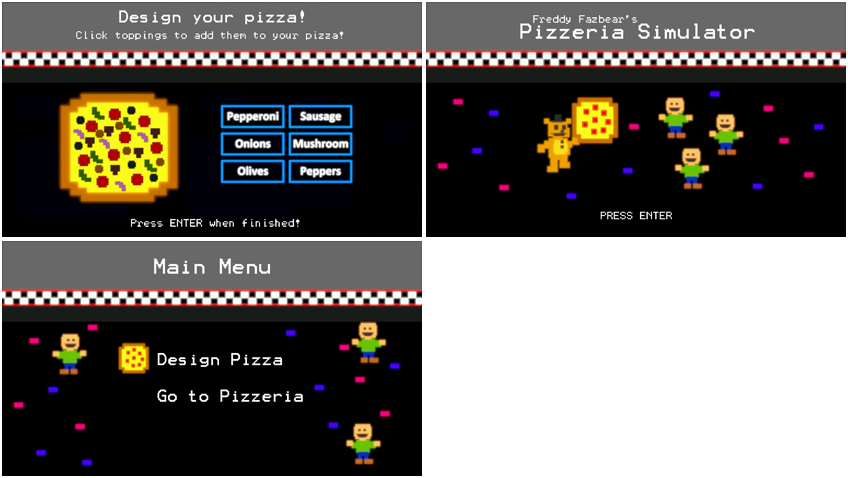 Design your pizza!
Click toppings to add them to your pizza!
Pepperoni Sausage
Onions Mushroom
Olives Peppers
Press ENTER when finished!
Freddy Fazbear's
Pizzeria Simulator
PRESS ENTER
Main Menu
Design Pizza
Go to Pizzeria